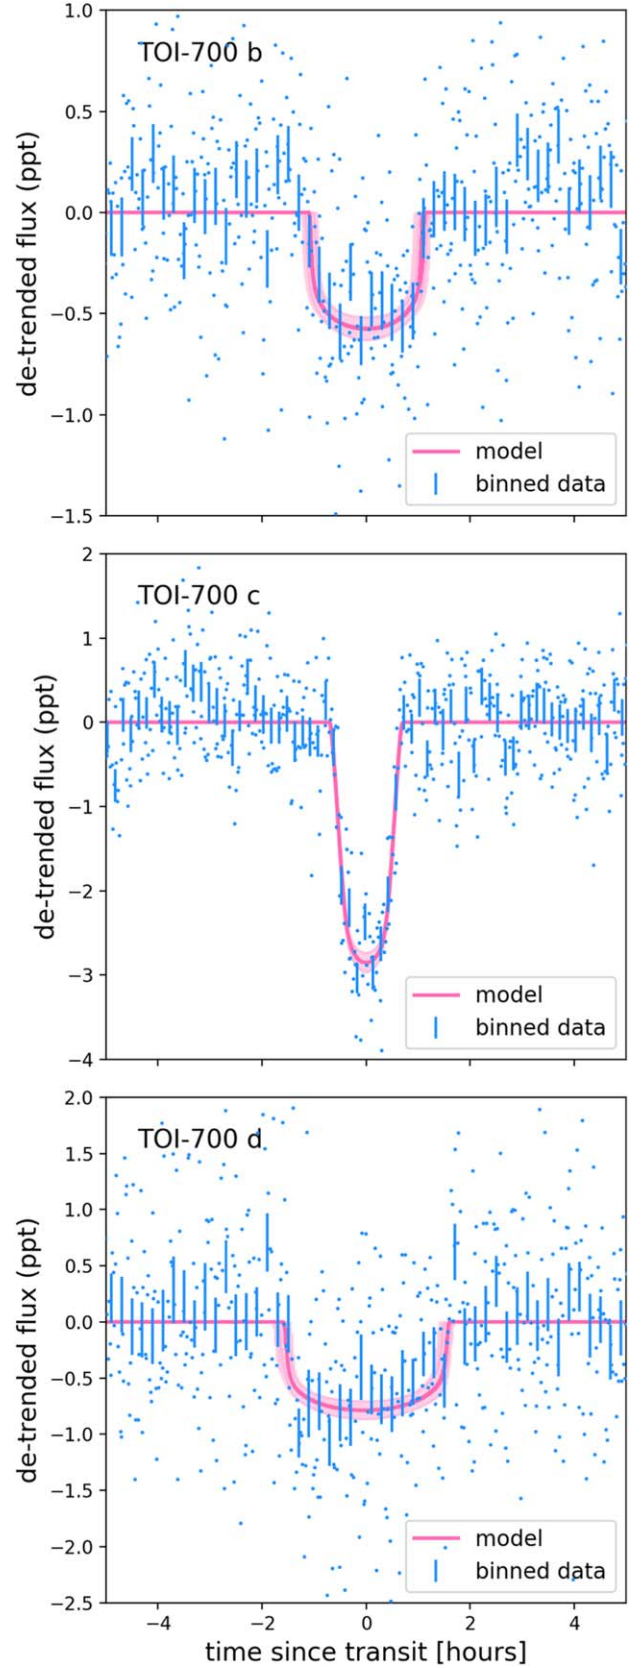 1.0
TOI-700 b
0.5
0.0
−0.5
−1.0
−1.5
de-trended flux (ppt)
model
binned data
2
TOI-700 c
1
0
−1
−2
−3
−4
de-trended flux (ppt)
model
binned data
2.0
TOI-700 d
1.5
1.0
0.5
0.0
−0.5
−1.0
−1.5
−2.0
−2.5
de-trended flux (ppt)
model
binned data
−4 −2 0 2 4
time since transit [hours]